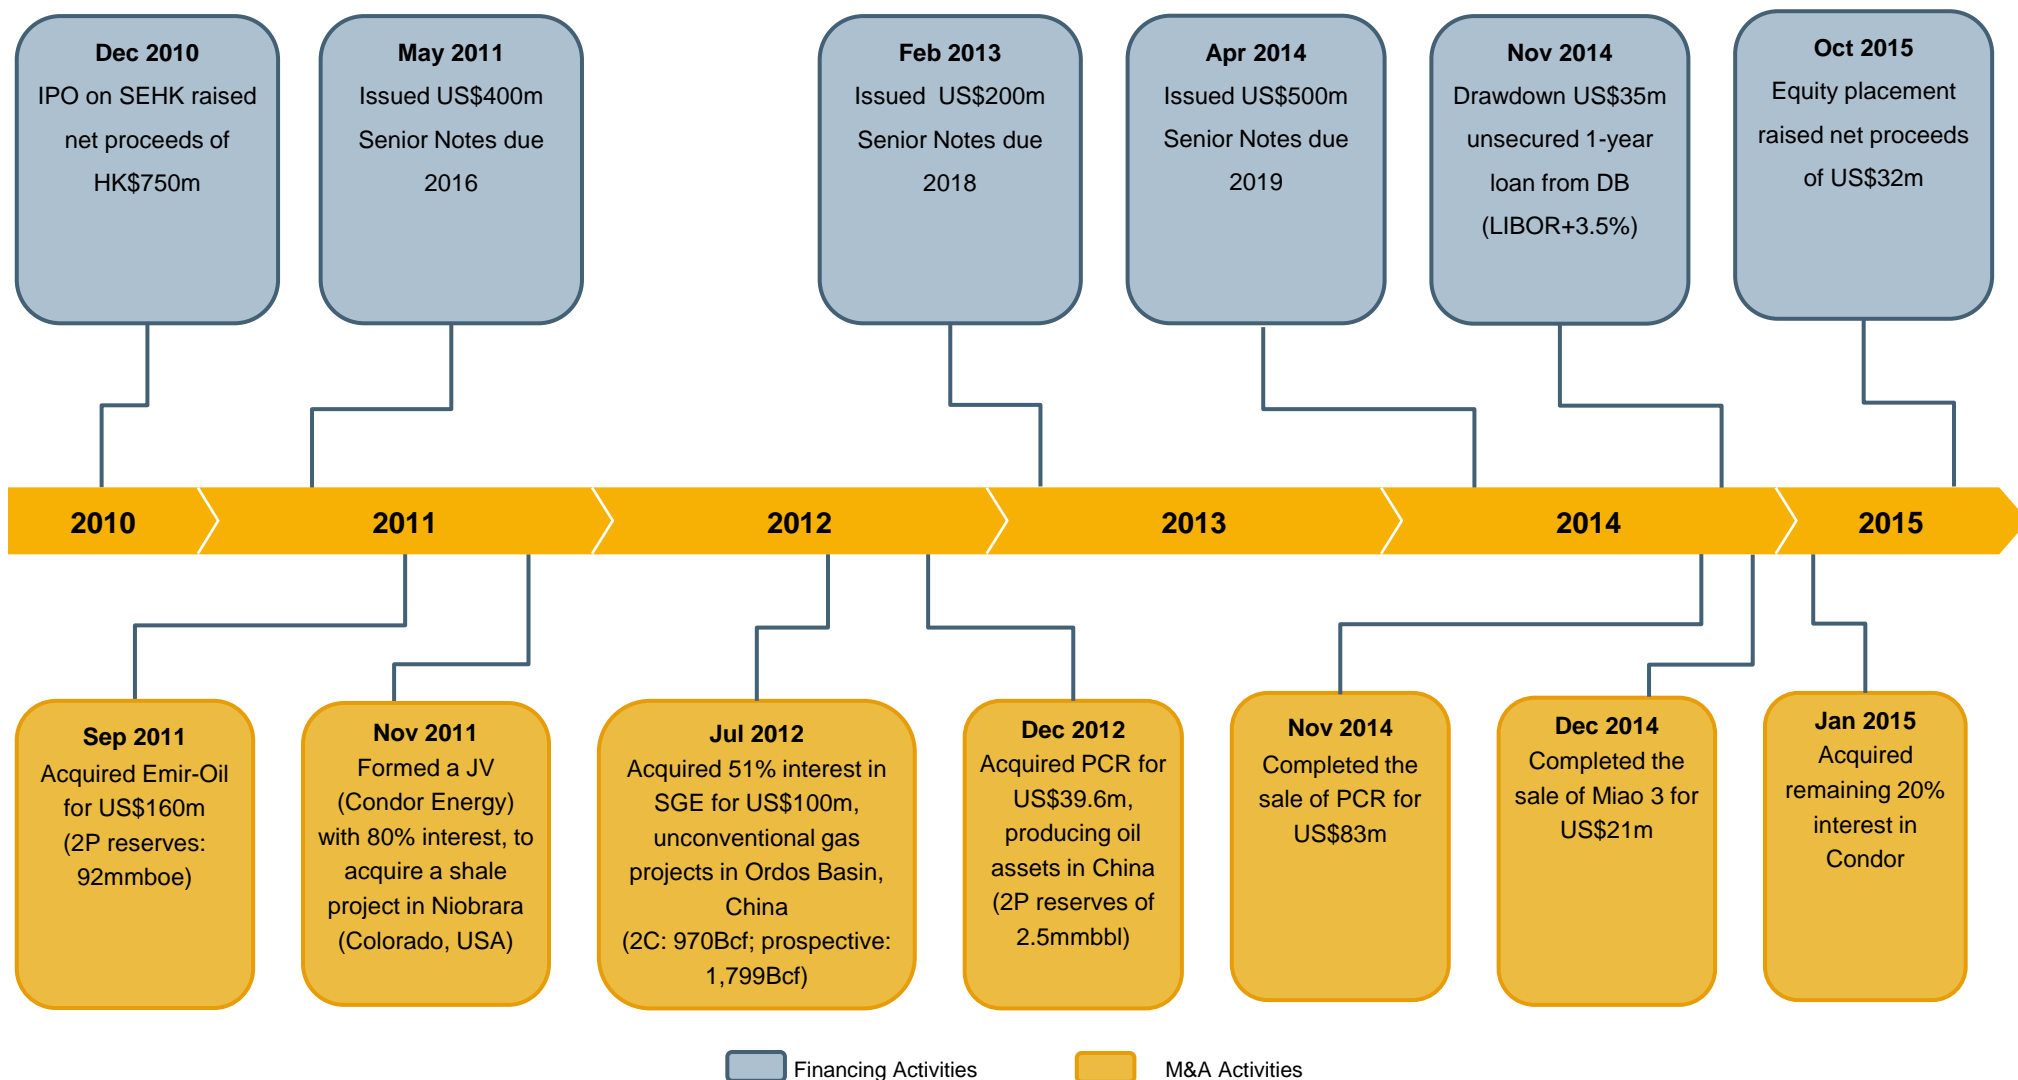 Dec 2010
IPO on SEHK raised
net proceeds of
HK$750m
May 2011
Issued US$400m
Senior Notes due
2016
Feb 2013
Issued US$200m
Senior Notes due
2018
Apr 2014
Issued US$500m
Senior Notes due
2019
Nov 2014
Drawdown US$35m
unsecured 1-year
loan from DB
(LIBOR+3.5%)
Oct 2015
Equity placement
raised net proceeds
of US$32m
2010
2011
2012
2013
2014
2015
Sep 2011
Acquired Emir-Oil
for US$160m
(2P reserves:
92mmboe)
Nov 2011
Formed a JV
(Condor Energy)
with 80% interest, to
acquire a shale
project in Niobrara
(Colorado, USA)
Jul 2012
Acquired 51% interest in
SGE for US$100m,
unconventional gas
projects in Ordos Basin,
China
(2C: 970Bcf; prospective:
1,799Bcf)
Dec 2012
Acquired PCR for
US$39.6m,
producing oil
assets in China
(2P reserves of
2.5mmbbl)
Nov 2014
Completed the
sale of PCR for
US$83m
Dec 2014
Completed the
sale of Miao 3 for
US$21m
Jan 2015
Acquired
remaining 20%
interest in
Condor
Financing Activities
M&A Activities